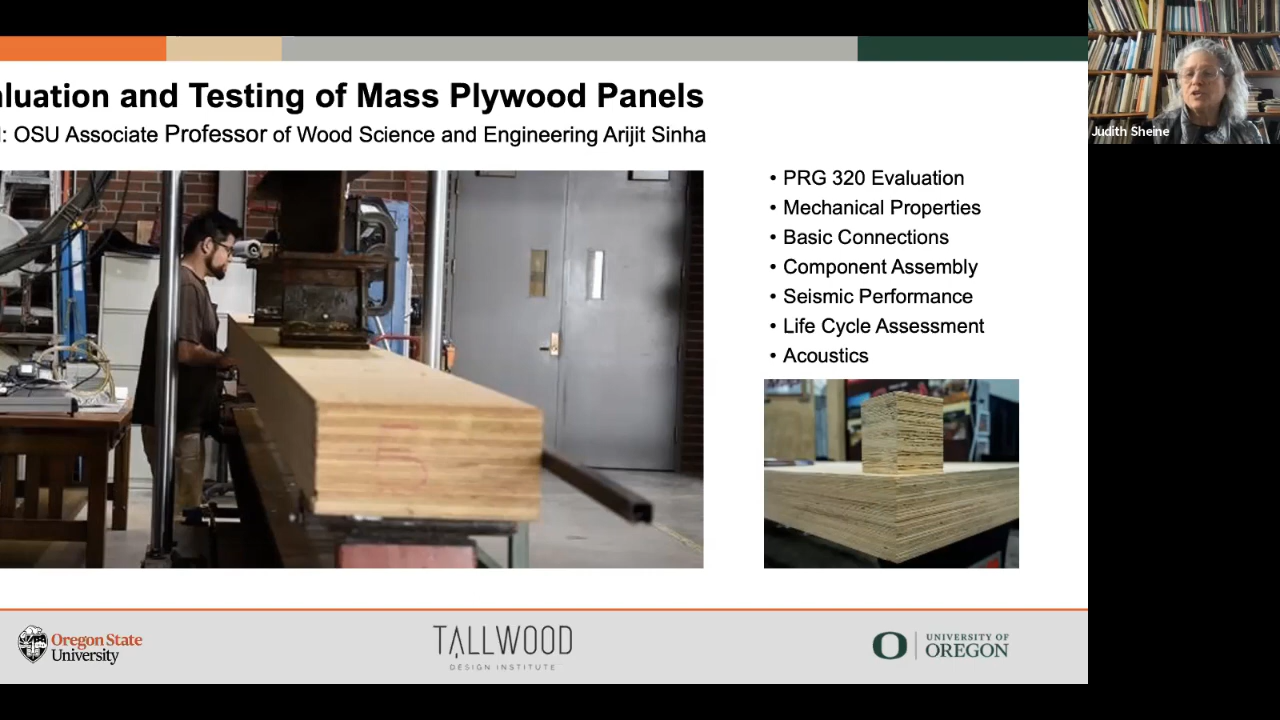 luation and Testing of Mass Plywood Panels
: OSU Associate Professor of Wood Science and Engineering Arijit Sinha
• PRG 320 Evaluation
• Mechanical Properties
• Basic Connections
• Component Assembly
• Seismic Performance
• Life Cycle Assessment
• Acoustics
5
Judith Sheine
Oregon State
University
TALLWOOD
DESIGN INSTITUTE
O
UNIVERSITY OF
OREGON